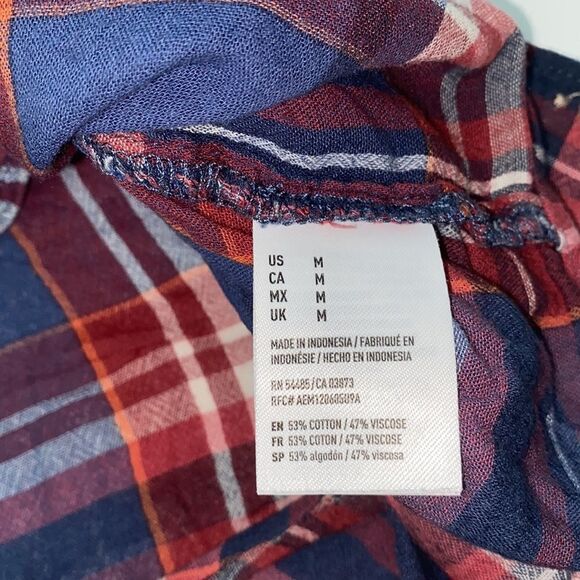 US M
CA M
MX M
UK M
MADE IN INDONESIA / FABRIQUÉ EN
INDONÉSIE / HECHO EN INDONESIA
RN 54485/CA 03873
RFC# AEM120605U9A
EN 53% COTTON / 47% VISCOSE
FR 53% COTON / 47% VISCOSE
SP 53% algodón / 47% viscosa